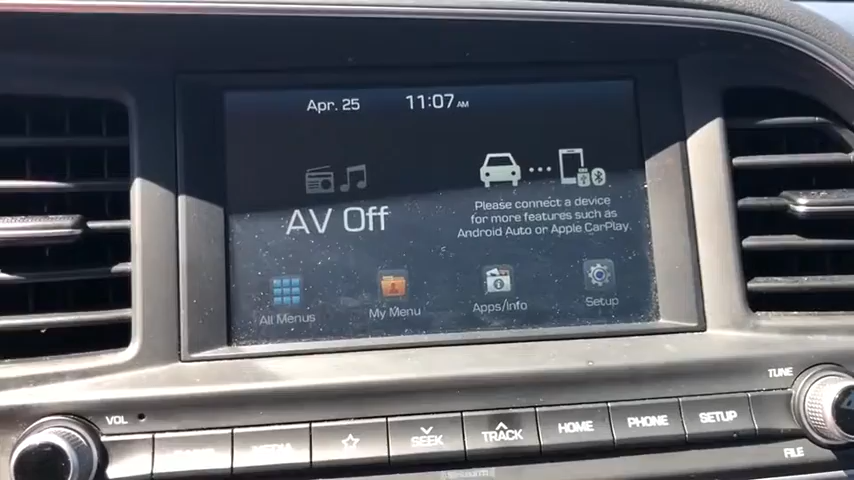 Apr. 25 11:07 AM
AV Off
Please connect a device
for more features such as
Android Auto or Apple CarPlay.
All Menus My Menu Apps/Info Setup
VOL TUNE
MEDIA SEEK TRACK HOME PHONE SETUP
FILE